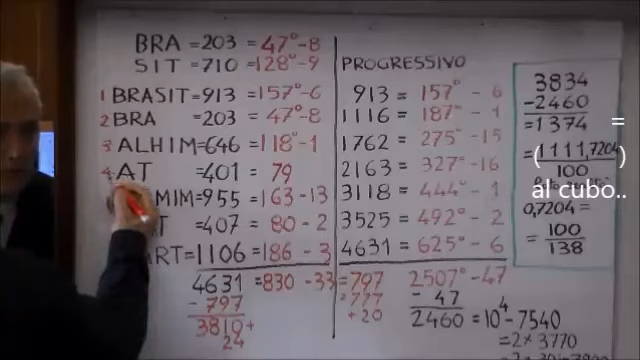 BRA = 203 = 47° - 8
SIT = 710 = 128° - 9
1 BRASIT = 913 = 157° - 6
2 BRA = 203 = 47° - 8
3 ALHIM = 646 = 118° - 1
4 AT = 401 = 79
MIM = 955 = 163 - 13
T = 407 = 80 - 2
RT = 1106 = 186 - 3
4631 = 830 - 33 = 797
- 797
3810 +
24
= 777
+ 20
PROGRESSIVO
913 = 157° - 6
1116 = 187° - 1
1762 = 275° - 15
2163 = 327° - 16
3118 = 444° - 1
3525 = 492° - 2
4631 = 625° - 6
2507° - 47
- 47
2460 = 10⁴ - 7540
= 2 x 3770
3834
- 2460
= 1374
= (1111,7204)
100
=
al cubo..
0,7204 =
= 100
138